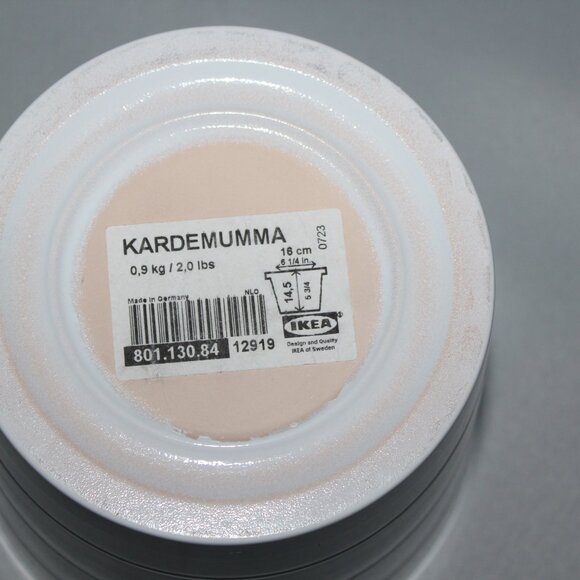 KARDEMUMMA
0,9 kg / 2,0 lbs
16 cm
6 1/4 in.
0723
14,5
5 3/4
Made in Germany
NLO
801.130.84
12919
IKEA®
Design and Quality
IKEA of Sweden